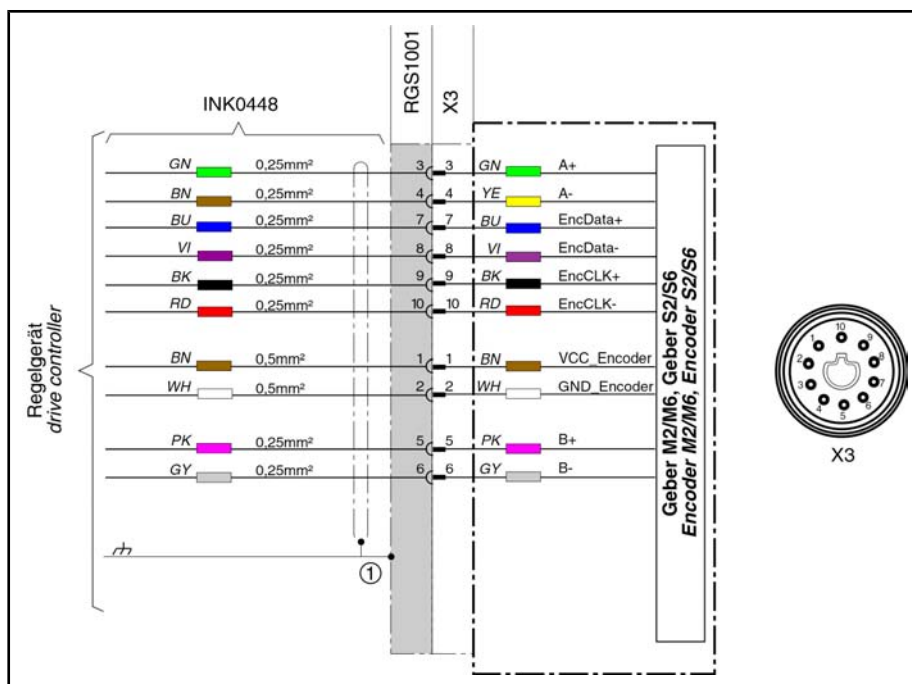 INK0448
RGS1001
X3
Regelgerät
drive controller
GN 0,25mm² 3 3 GN A+
BN 0,25mm² 4 4 YE A-
BU 0,25mm² 7 7 BU EncData+
VI 0,25mm² 8 8 VI EncData-
BK 0,25mm² 9 9 BK EncCLK+
RD 0,25mm² 10 10 RD EncCLK-
BN 0,5mm² 1 1 BN VCC_Encoder
WH 0,5mm² 2 2 WH GND_Encoder
PK 0,25mm² 5 5 PK B+
GY 0,25mm² 6 6 GY B-
①
Geber M2/M6, Geber S2/S6
Encoder M2/M6, Encoder S2/S6
1 10 9
2 8
3 7
4 5 6
X3